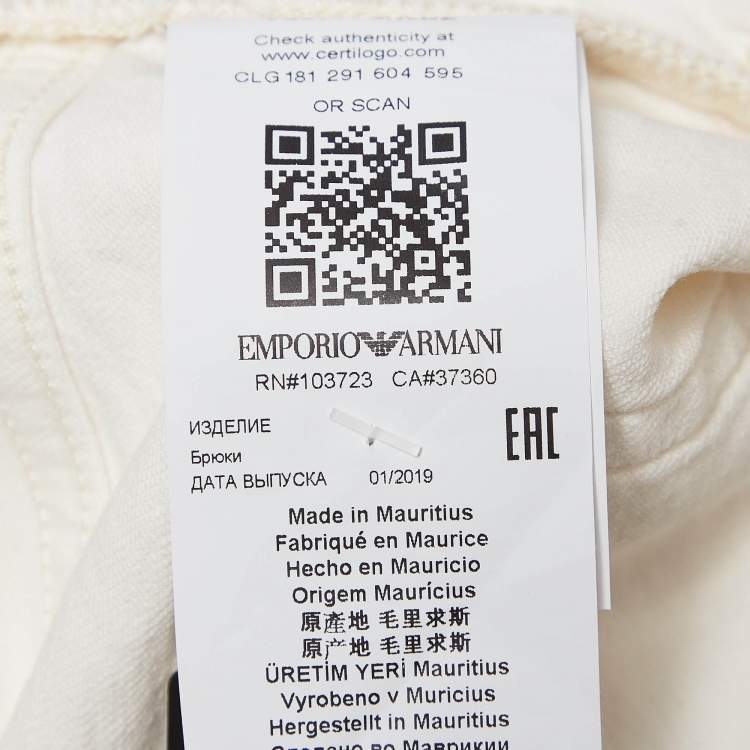 Check authenticity at
www.certilogo.com
CLG 181 291 604 595
OR SCAN
EMPORIO ARMANI
RN#103723 CA#37360
EAC
ИЗДЕЛИЕ
Брюки
ДАТА ВЫПУСКА 01/2019
Made in Mauritius
Fabriqué en Maurice
Hecho en Mauricio
Origem Maurícius
原產地 毛里求斯
原产地 毛里求斯
ÜRETİM YERİ Mauritius
Vyrobeno v Muricius
Hergestellt in Mauritius
Сделано во Маврикии